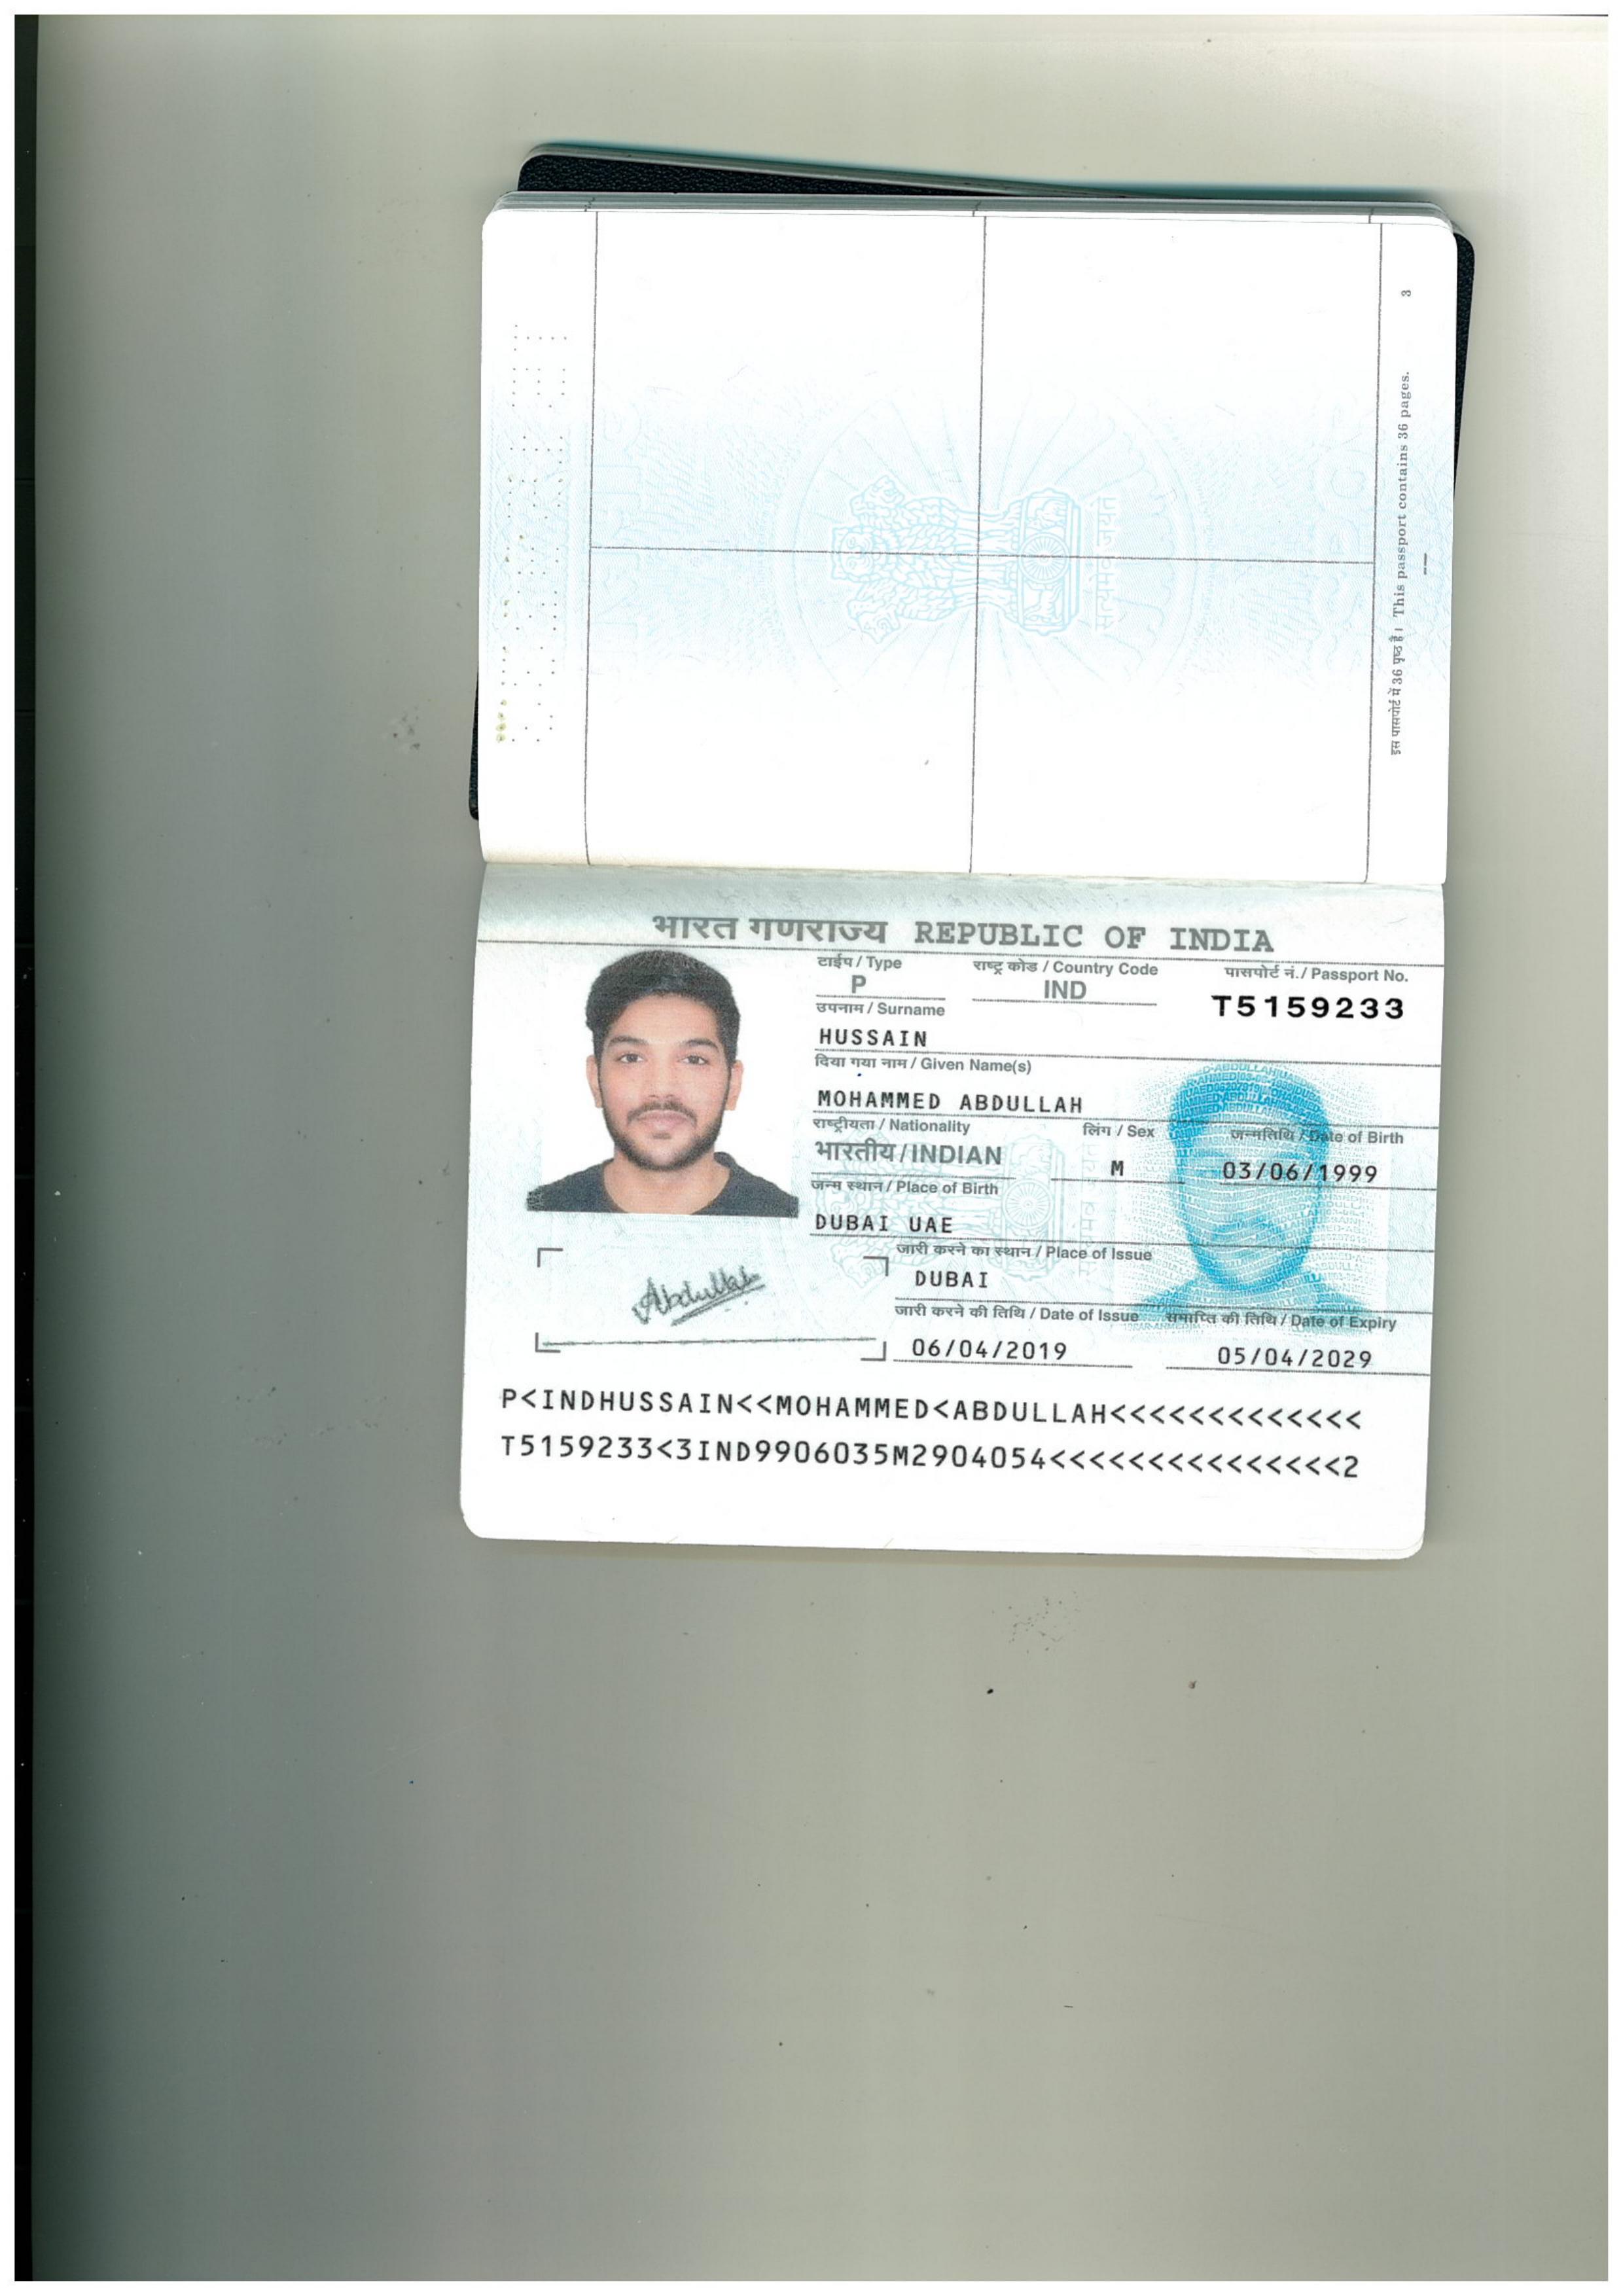 3
इस पासपोर्ट में 36 पृष्ठ है। This passport contains 36 pages.
भारत गणराज्य REPUBLIC OF INDIA
टाईप / Type
राष्ट्र कोड / Country Code
पासपोर्ट नं./ Passport No.
P
IND
T5159233
उपनाम / Surname
HUSSAIN
दिया गया नाम / Given Name(s)
MOHAMMED ABDULLAH
राष्ट्रीयता / Nationality
लिंग / Sex
जन्मतिथि / Date of Birth
भारतीय/INDIAN
M
03/06/1999
जन्म स्थान / Place of Birth
DUBAI UAE
जारी करने का स्थान / Place of Issue
DUBAI
Abdullah
जारी करने की तिथि / Date of Issue
समाप्ति की तिथि / Date of Expiry
06/04/2019
05/04/2029
P<INDHUSSAIN<<MOHAMMED<ABDULLAH<<<<<<<<<<<<<
T5159233<3IND9906035M2904054<<<<<<<<<<<<<<<2